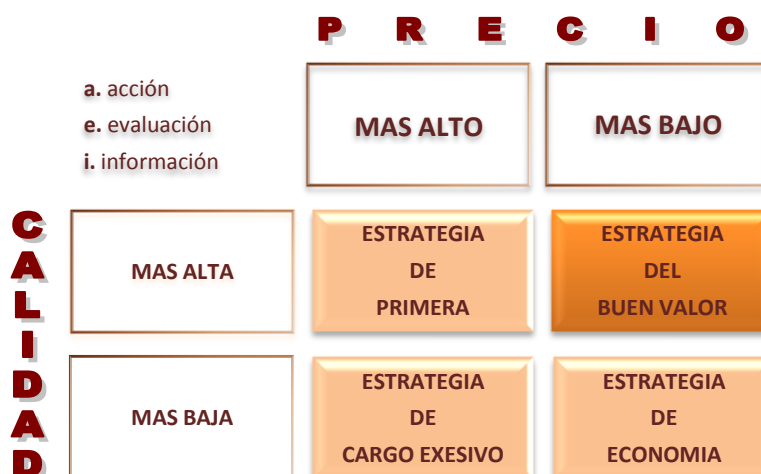 P R E C I O
a. acción
e. evaluación
i. información
MAS ALTO
MAS BAJO
CALIDAD
MAS ALTA
ESTRATEGIA
DE
PRIMERA
ESTRATEGIA
DEL
BUEN VALOR
MAS BAJA
ESTRATEGIA
DE
CARGO EXESIVO
ESTRATEGIA
DE
ECONOMIA